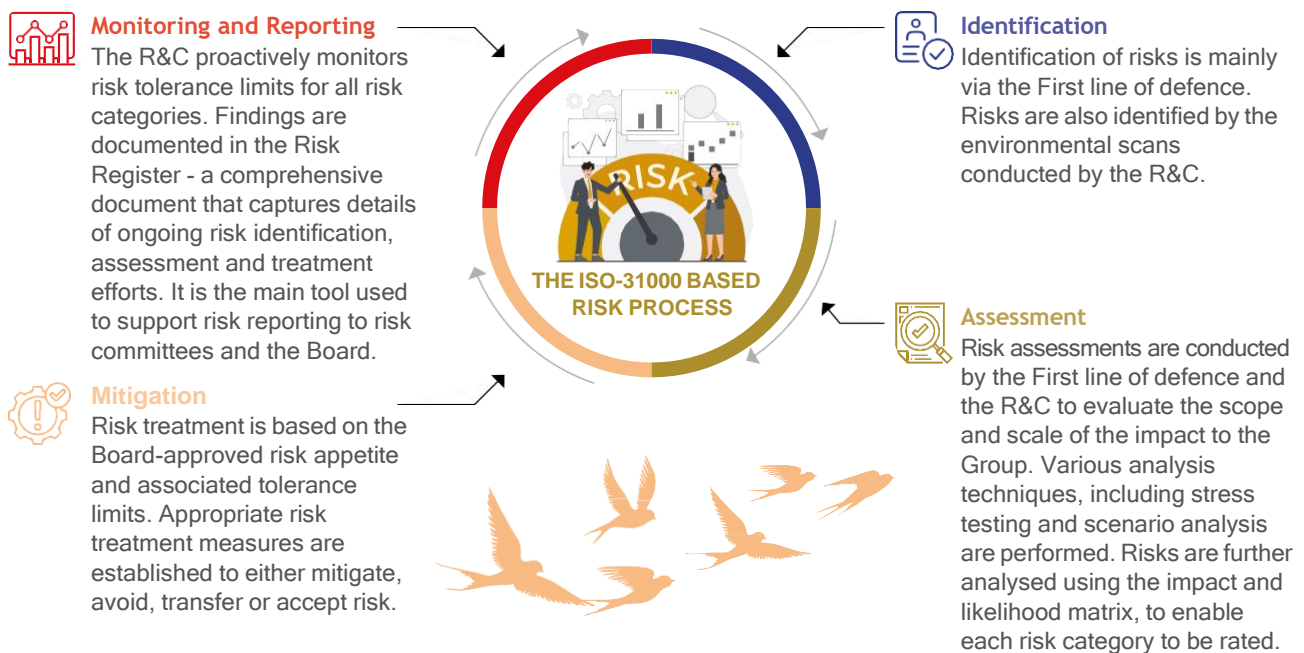 Monitoring and Reporting
The R&C proactively monitors
risk tolerance limits for all risk
categories. Findings are
documented in the Risk
Register - a comprehensive
document that captures details
of ongoing risk identification,
assessment and treatment
efforts. It is the main tool used
to support risk reporting to risk
committees and the Board.
Mitigation
Risk treatment is based on the
Board-approved risk appetite
and associated tolerance
limits. Appropriate risk
treatment measures are
established to either mitigate,
avoid, transfer or accept risk.
RISK
THE ISO-31000 BASED
RISK PROCESS
Identification
Identification of risks is mainly
via the First line of defence.
Risks are also identified by the
environmental scans
conducted by the R&C.
Assessment
Risk assessments are conducted
by the First line of defence and
the R&C to evaluate the scope
and scale of the impact to the
Group. Various analysis
techniques, including stress
testing and scenario analysis
are performed. Risks are further
analysed using the impact and
likelihood matrix, to enable
each risk category to be rated.